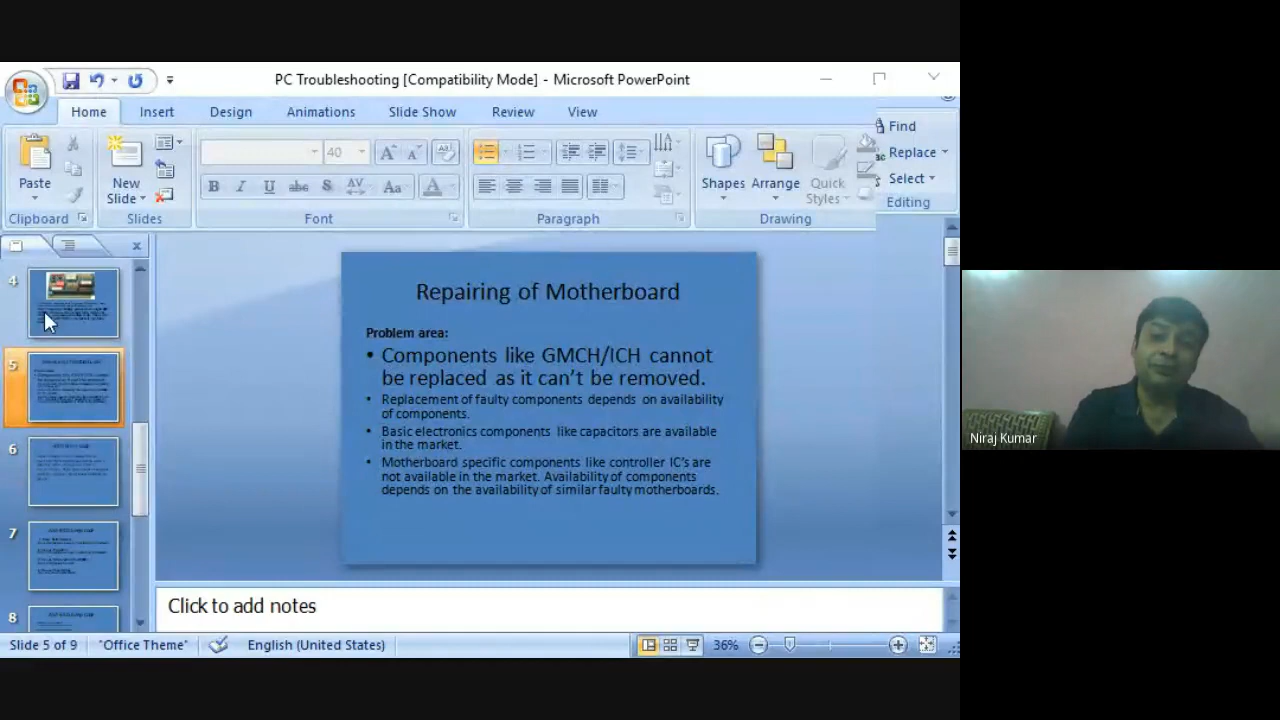 PC Troubleshooting [Compatibility Mode] - Microsoft PowerPoint
Home Insert Design Animations Slide Show Review View
Paste
New
Slide
40
B I U abc S AV Aa A
Shapes Arrange Quick
Styles
Find
Replace
Select
Clipboard Slides Font Paragraph Drawing Editing
4
5
6
7
8
Repairing of Motherboard
Problem area:
• Components like GMCH/ICH cannot
be replaced as it can't be removed.
• Replacement of faulty components depends on availability
of components.
• Basic electronics components like capacitors are available
in the market.
• Motherboard specific components like controller IC's are
not available in the market. Availability of components
depends on the availability of similar faulty motherboards.
Click to add notes
Slide 5 of 9 "Office Theme" English (United States) 36%
Niraj Kumar